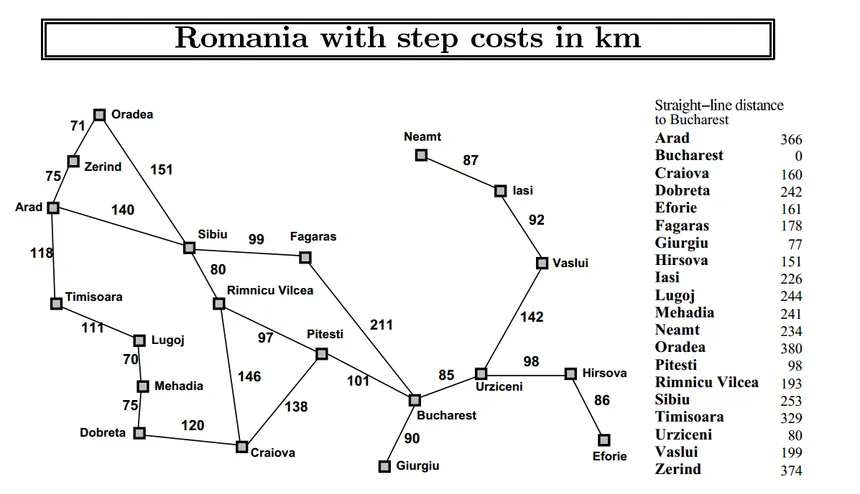 Romania with step costs in km
Oradea
71
Zerind
75
151
Arad
140
Sibiu
99
Fagaras
118
80
Rimnicu Vilcea
Timisoara
111
Lugoj
70
Mehadia
75
Dobreta
120
Craiova
146
97
Pitesti
138
101
211
Bucharest
90
Giurgiu
85
Urziceni
98
Hirsova
86
Eforie
142
Vaslui
92
Iasi
87
Neamt
Straight–line distance
to Bucharest
Arad 366
Bucharest 0
Craiova 160
Dobreta 242
Eforie 161
Fagaras 178
Giurgiu 77
Hirsova 151
Iasi 226
Lugoj 244
Mehadia 241
Neamt 234
Oradea 380
Pitesti 98
Rimnicu Vilcea 193
Sibiu 253
Timisoara 329
Urziceni 80
Vaslui 199
Zerind 374